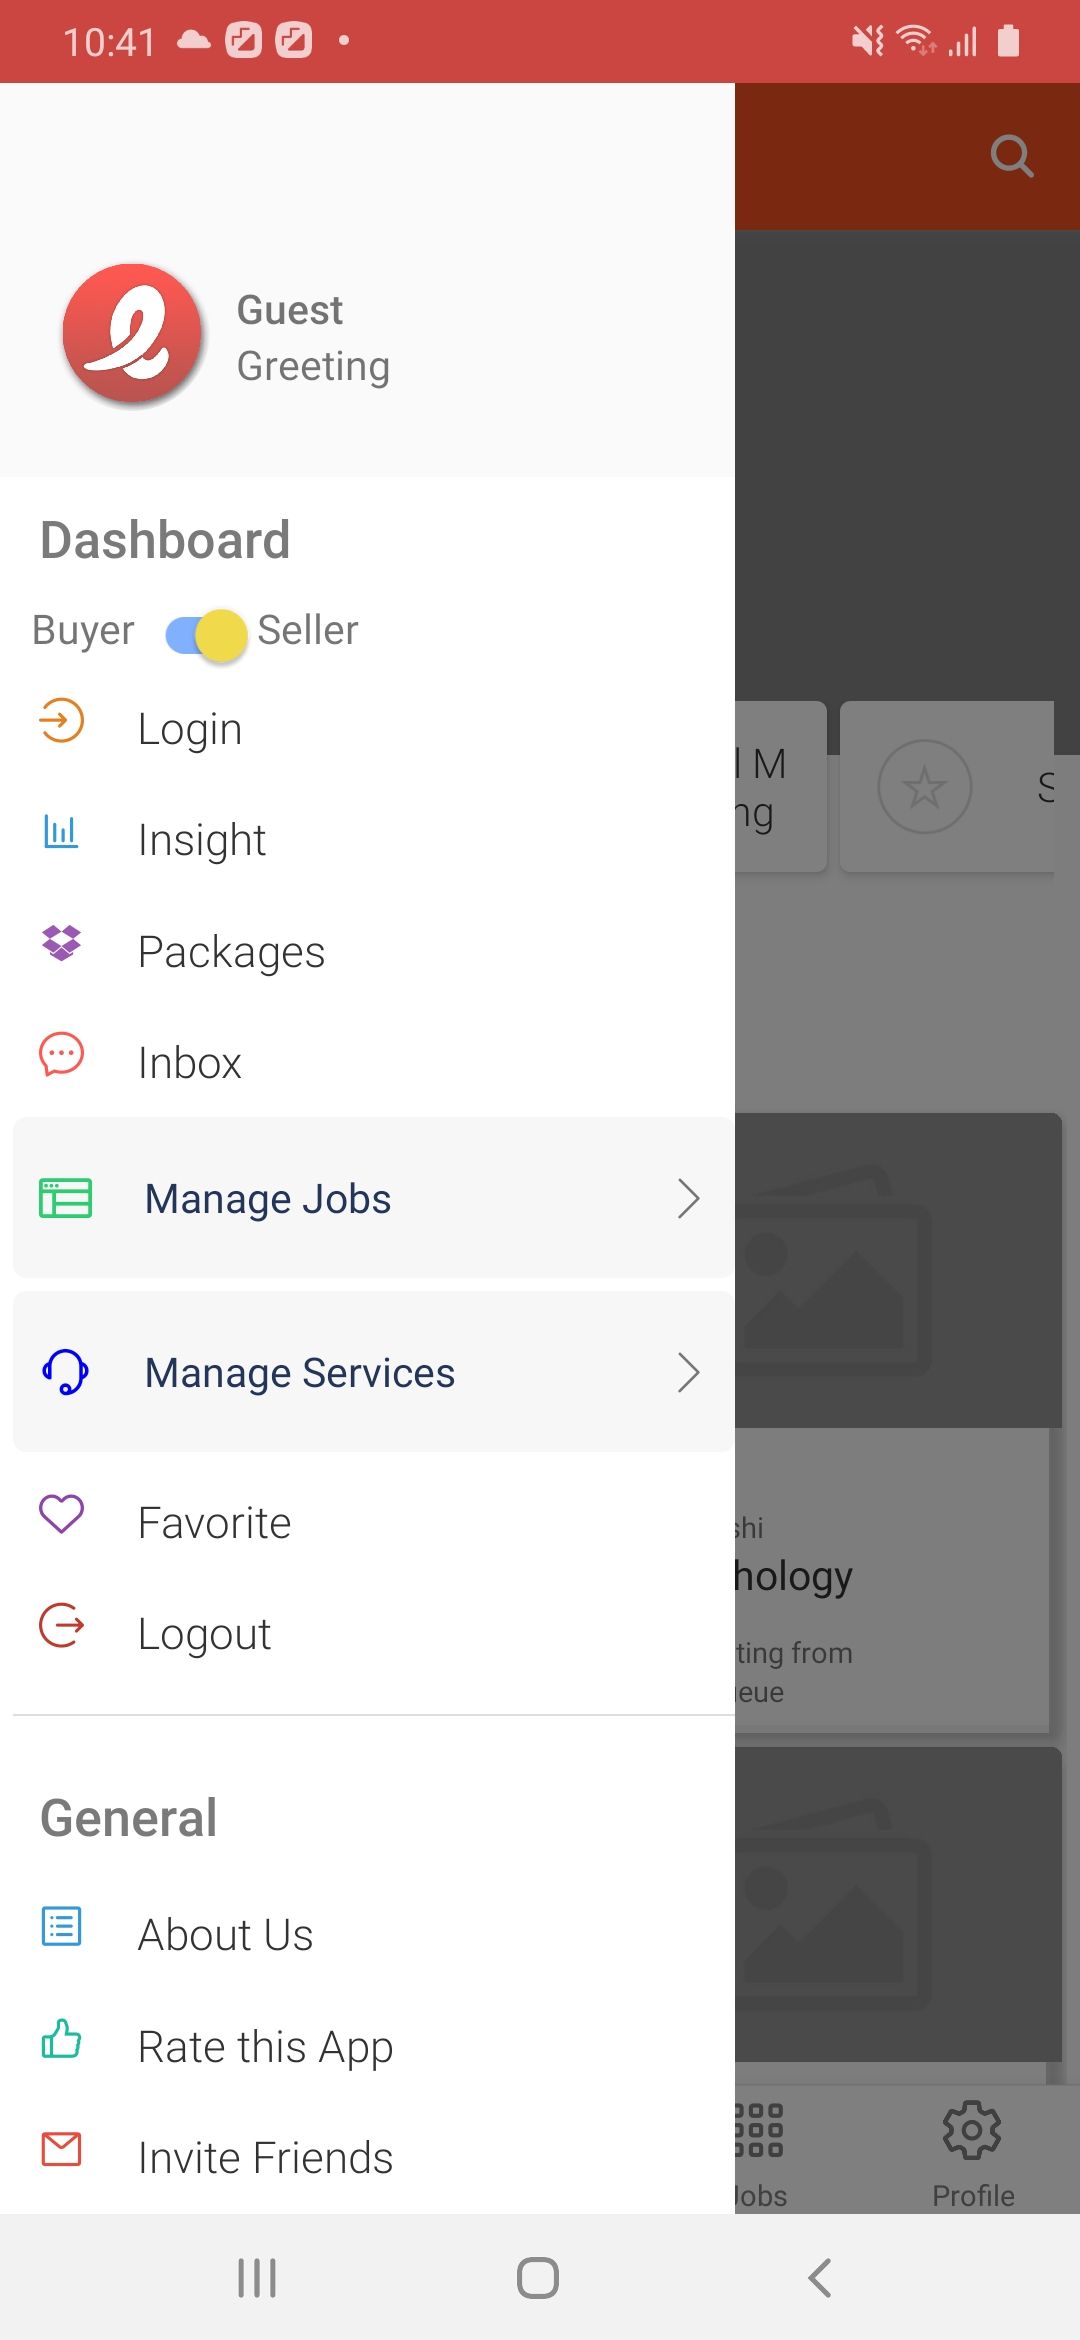 10:41
Guest
Greeting
Dashboard
Buyer Seller
Login
Insight
Packages
Inbox
Manage Jobs
Manage Services
Favorite
Logout
General
About Us
Rate this App
Invite Friends
l M
ng
S
shi
hology
ting from
eue
Jobs
Profile